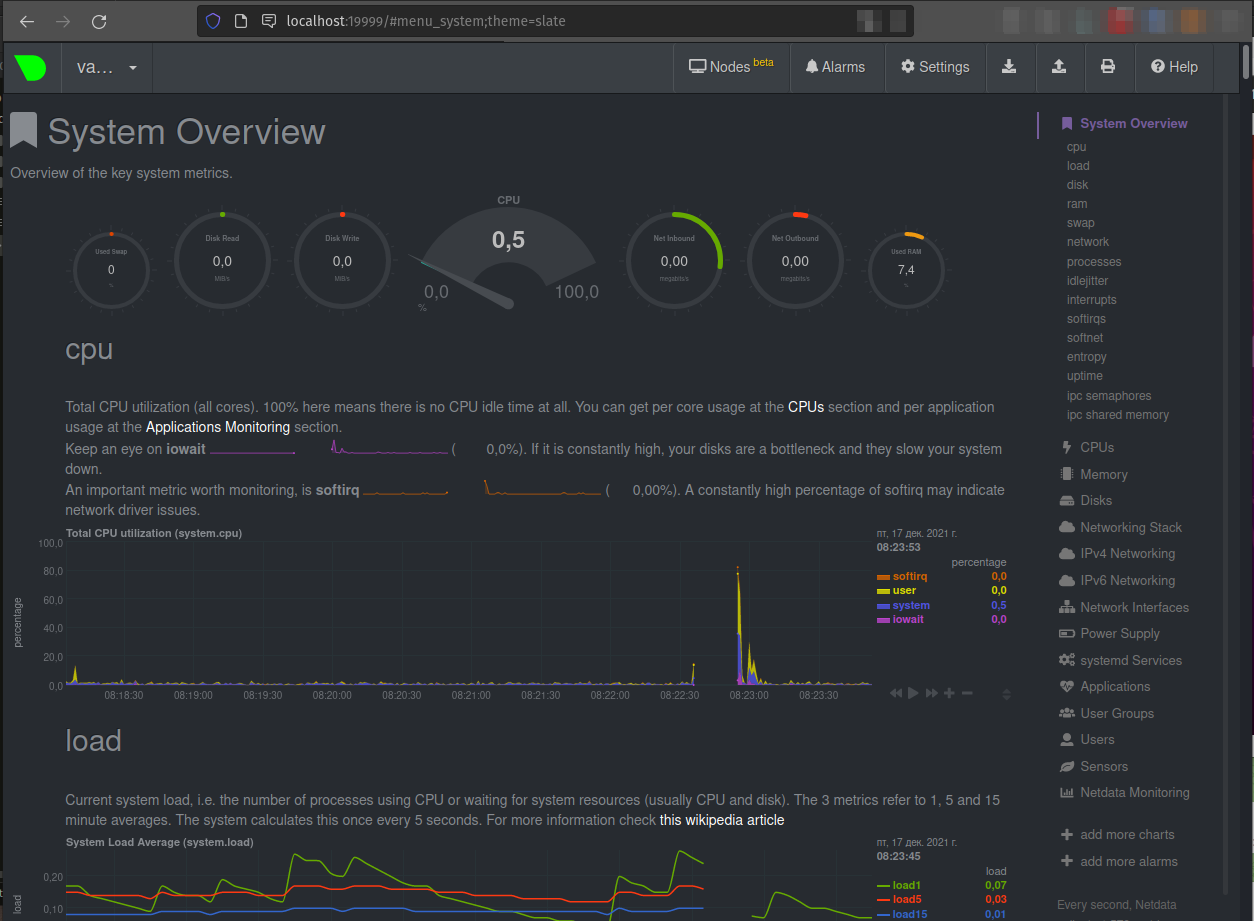 localhost:19999/#menu_system;theme=slate
va...
Nodes beta
Alarms
Settings
Help
System Overview
Overview of the key system metrics.
Used Swap
0
%
Disk Read
0,0
MiB/s
Disk Write
0,0
MiB/s
CPU
0,5
0,0
100,0
%
Net Inbound
0,00
megabits/s
Net Outbound
0,00
megabits/s
Used RAM
7,4
%
cpu
Total CPU utilization (all cores). 100% here means there is no CPU idle time at all. You can get per core usage at the CPUs section and per application
usage at the Applications Monitoring section.
Keep an eye on iowait ( 0,0%). If it is constantly high, your disks are a bottleneck and they slow your system
down.
An important metric worth monitoring, is softirq ( 0,00%). A constantly high percentage of softirq may indicate
network driver issues.
Total CPU utilization (system.cpu)
пт, 17 дек. 2021 г.
08:23:53
percentage
softirq 0,0
user 0,0
system 0,5
iowait 0,0
percentage
100,0
80,0
60,0
40,0
20,0
0,0
08:18:30 08:19:00 08:19:30 08:20:00 08:20:30 08:21:00 08:21:30 08:22:00 08:22:30 08:23:00 08:23:30
load
Current system load, i.e. the number of processes using CPU or waiting for system resources (usually CPU and disk). The 3 metrics refer to 1, 5 and 15
minute averages. The system calculates this once every 5 seconds. For more information check this wikipedia article
System Load Average (system.load)
пт, 17 дек. 2021 г.
08:23:45
load
load1 0,07
load5 0,03
load15 0,01
load
0,20
0,10
System Overview
cpu
load
disk
ram
swap
network
processes
idlejitter
interrupts
softirqs
softnet
entropy
uptime
ipc semaphores
ipc shared memory
CPUs
Memory
Disks
Networking Stack
IPv4 Networking
IPv6 Networking
Network Interfaces
Power Supply
systemd Services
Applications
User Groups
Users
Sensors
Netdata Monitoring
add more charts
add more alarms
Every second, Netdata